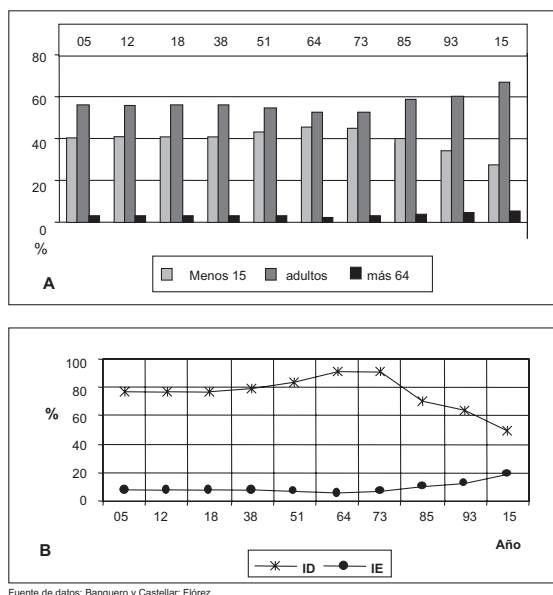 05 12 18 38 51 64 73 85 93 15
80
60
40
20
0
%
Menos 15 adultos más 64
A
100
80
%
60
40
20
0
05 12 18 38 51 64 73 85 93 15
Año
B
ID IE
Fuente de datos: Banguero y Castellar; Flórez